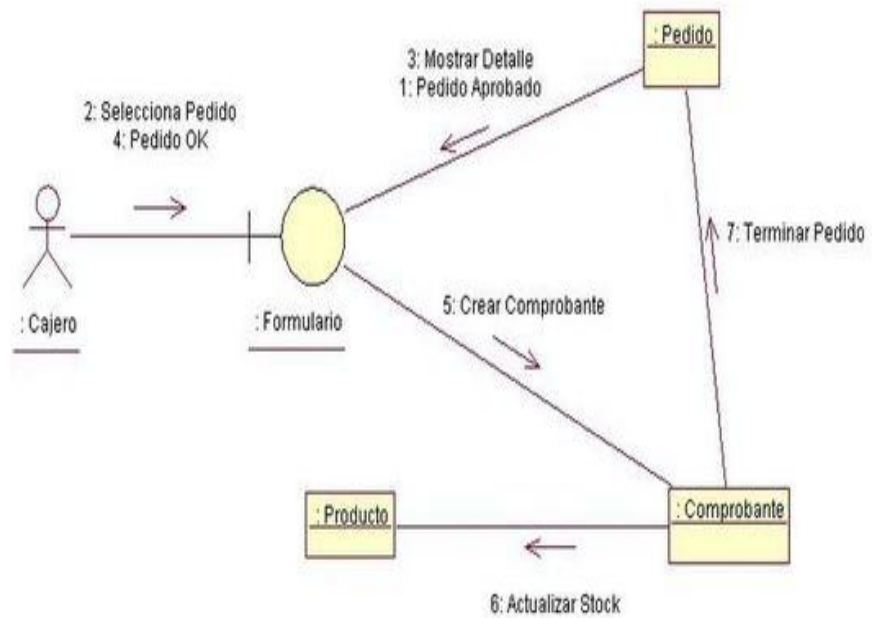 : Pedido
3: Mostrar Detalle
1: Pedido Aprobado
2: Selecciona Pedido
4: Pedido OK
7: Terminar Pedido
5: Crear Comprobante
: Cajero
: Formulario
: Producto
: Comprobante
6: Actualizar Stock